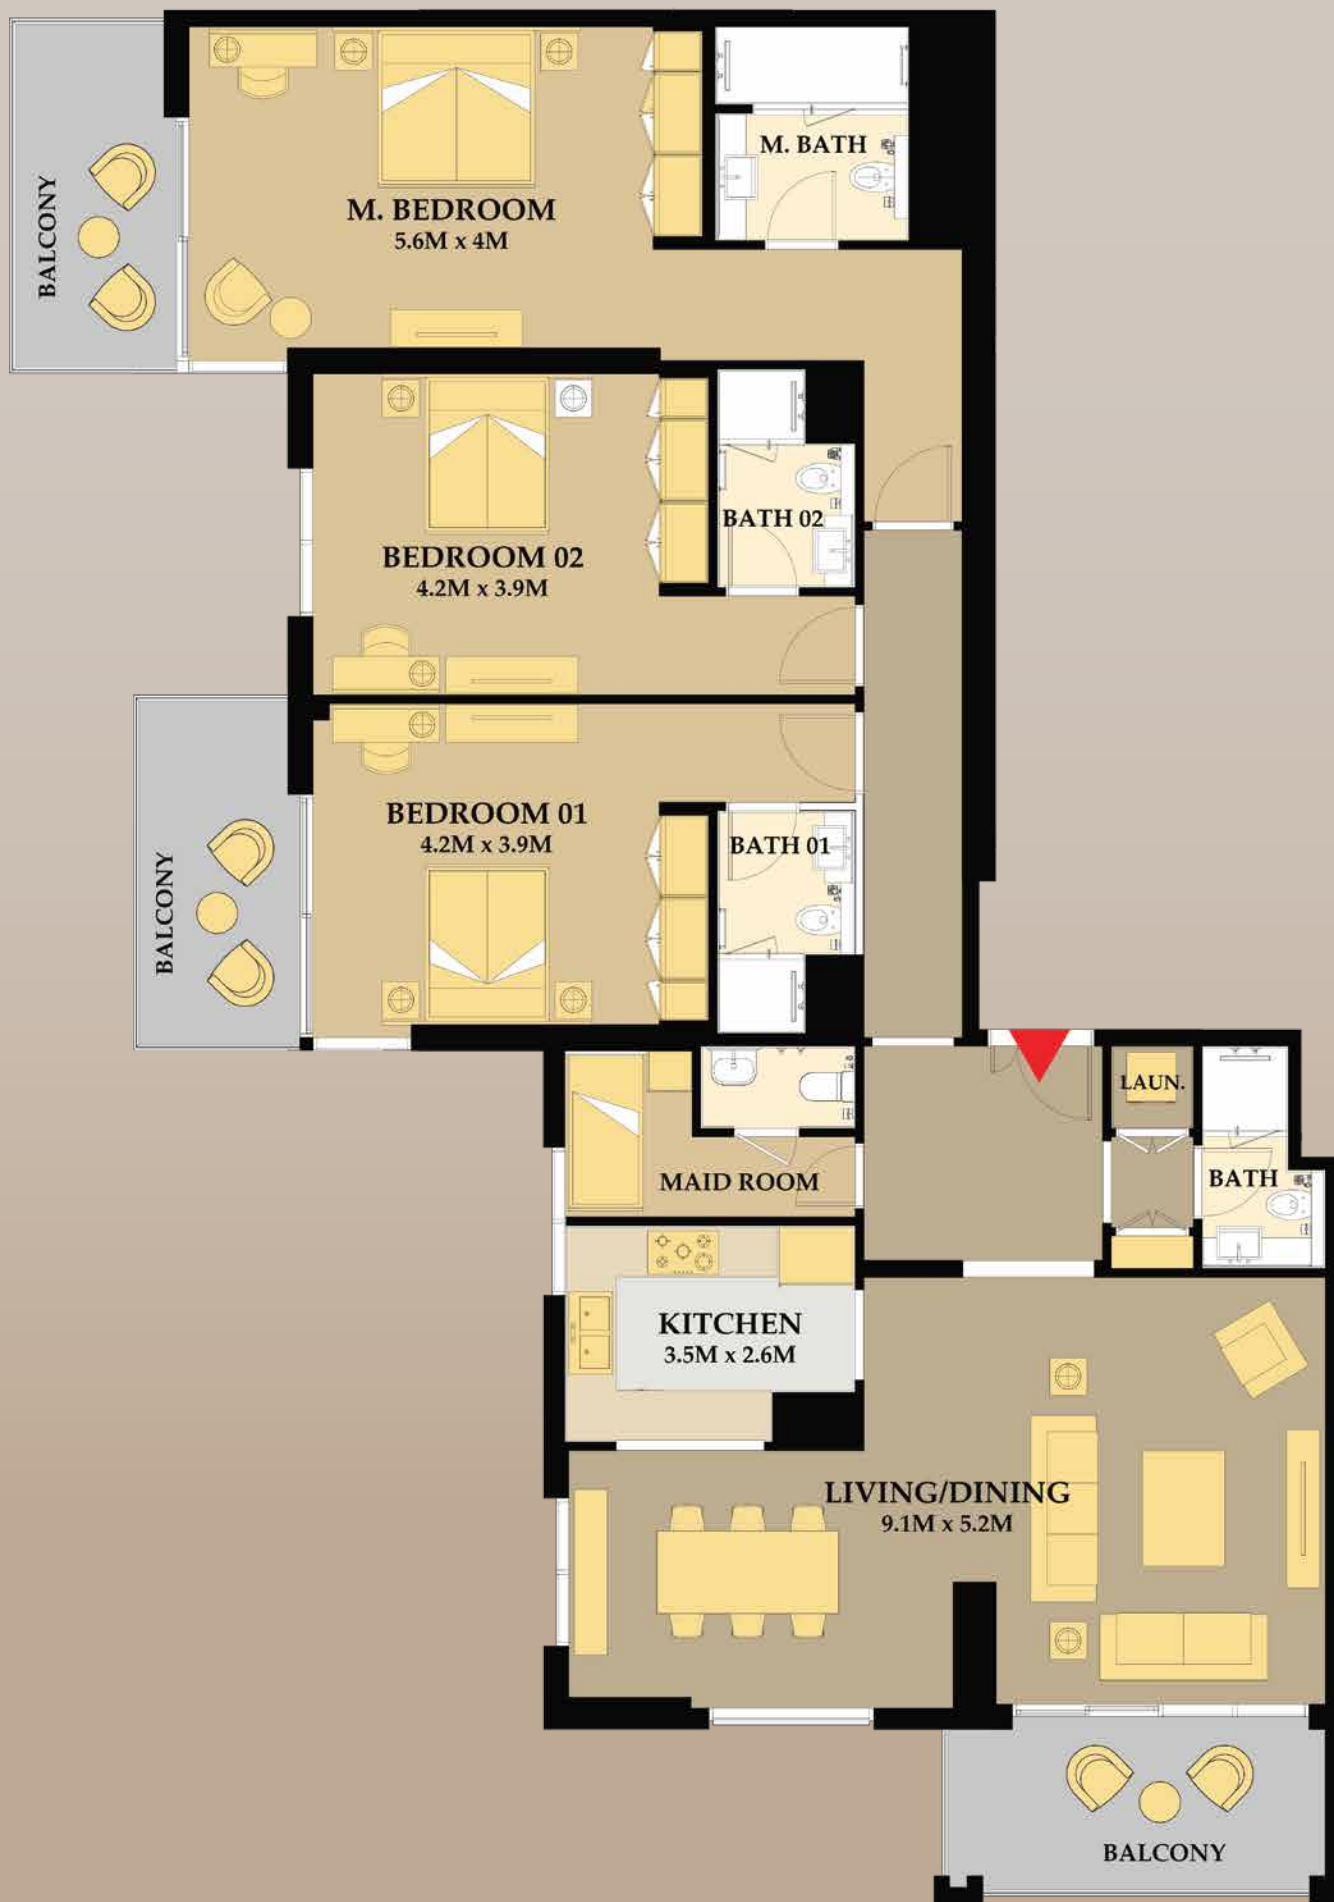 M. BATH
M. BEDROOM
5.6M x 4M
BALCONY
BATH 02
BEDROOM 02
4.2M x 3.9M
BEDROOM 01
4.2M x 3.9M
BATH 01
BALCONY
LAUN.
MAID ROOM
BATH
KITCHEN
3.5M x 2.6M
LIVING/DINING
9.1M x 5.2M
BALCONY